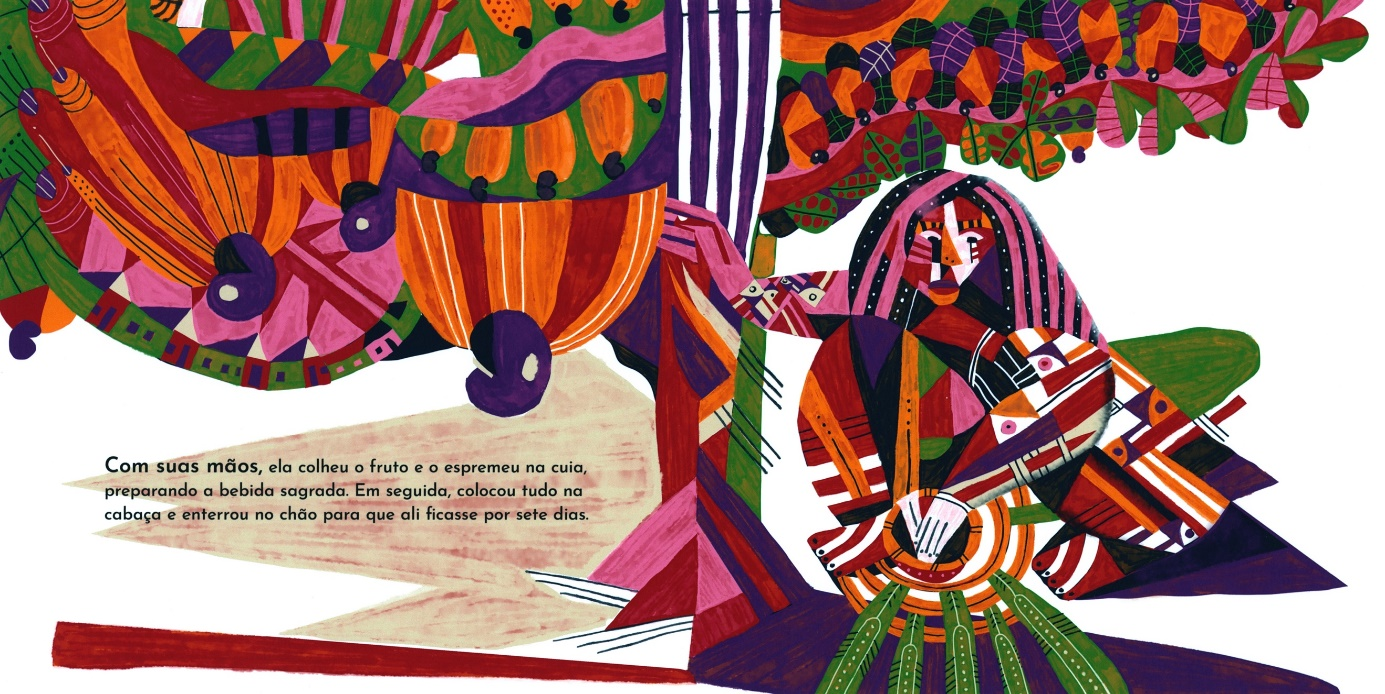 Com suas mãos, ela colheu o fruto e o espremeu na cuia,
preparando a bebida sagrada. Em seguida, colocou tudo na
cabaça e enterrou no chão para que ali ficasse por sete dias.